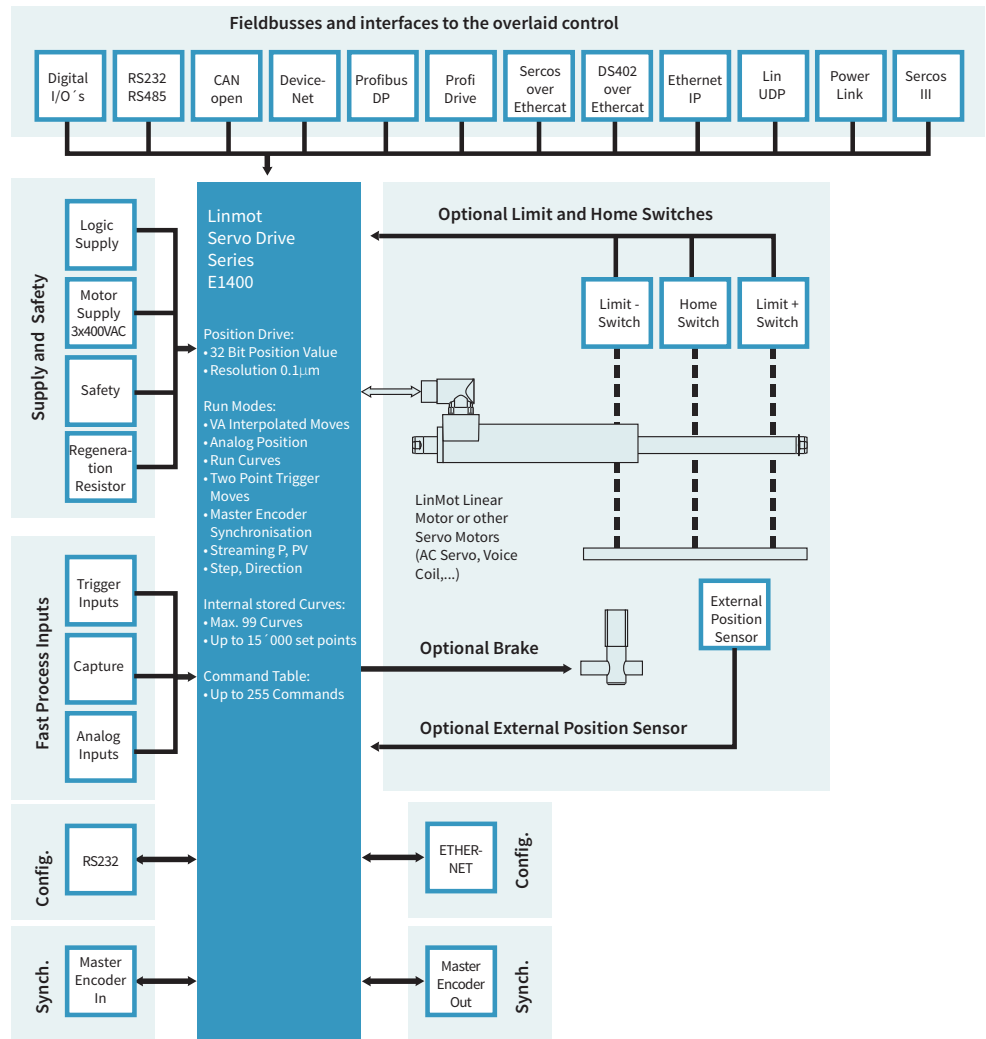 Fieldbusses and interfaces to the overlaid control
Digital
I/O´s
RS232
RS485
CAN
open
Device-
Net
Profibus
DP
Profi
Drive
Sercos
over
Ethercat
DS402
over
Ethercat
Ethernet
IP
Lin
UDP
Power
Link
Sercos
III
Supply and Safety
Logic
Supply
Motor
Supply
3x400VAC
Safety
Regenera-
tion
Resistor
Linmot
Servo Drive
Series
E1400
Position Drive:
• 32 Bit Position Value
• Resolution 0.1µm
Run Modes:
• VA Interpolated Moves
• Analog Position
• Run Curves
• Two Point Trigger
Moves
• Master Encoder
Synchronisation
• Streaming P, PV
• Step, Direction
Internal stored Curves:
• Max. 99 Curves
• Up to 15´000 set points
Command Table:
• Up to 255 Commands
Optional Limit and Home Switches
Limit -
Switch
Home
Switch
Limit +
Switch
LinMot Linear
Motor or other
Servo Motors
(AC Servo, Voice
Coil,...)
External
Position
Sensor
Optional Brake
Optional External Position Sensor
Fast Process Inputs
Trigger
Inputs
Capture
Analog
Inputs
Config.
RS232
ETHER-
NET
Config.
Synch.
Master
Encoder
In
Master
Encoder
Out
Synch.